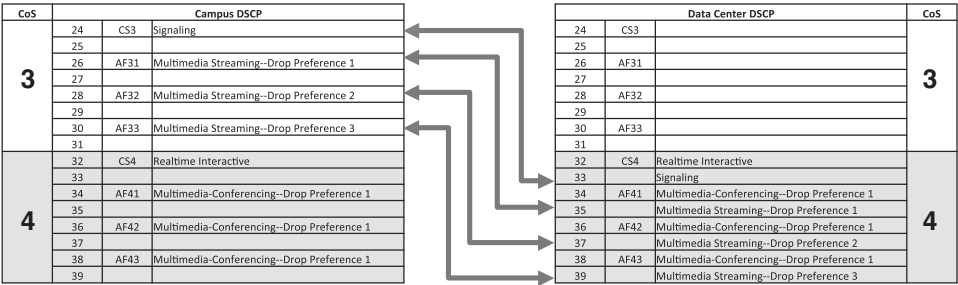 CoS Campus DSCP
3
24 CS3 Signaling
25
26 AF31 Multimedia Streaming--Drop Preference 1
27
28 AF32 Multimedia Streaming--Drop Preference 2
29
30 AF33 Multimedia Streaming--Drop Preference 3
31
4
32 CS4 Realtime Interactive
33
34 AF41 Multimedia-Conferencing--Drop Preference 1
35
36 AF42 Multimedia-Conferencing--Drop Preference 1
37
38 AF43 Multimedia-Conferencing--Drop Preference 1
39
Data Center DSCP CoS
24 CS3
25
26 AF31
27
28 AF32
29
30 AF33
31
3
32 CS4 Realtime Interactive
33 Signaling
34 AF41 Multimedia-Conferencing--Drop Preference 1
35 Multimedia Streaming--Drop Preference 1
36 AF42 Multimedia-Conferencing--Drop Preference 1
37 Multimedia Streaming--Drop Preference 2
38 AF43 Multimedia-Conferencing--Drop Preference 1
39 Multimedia Streaming--Drop Preference 3
4